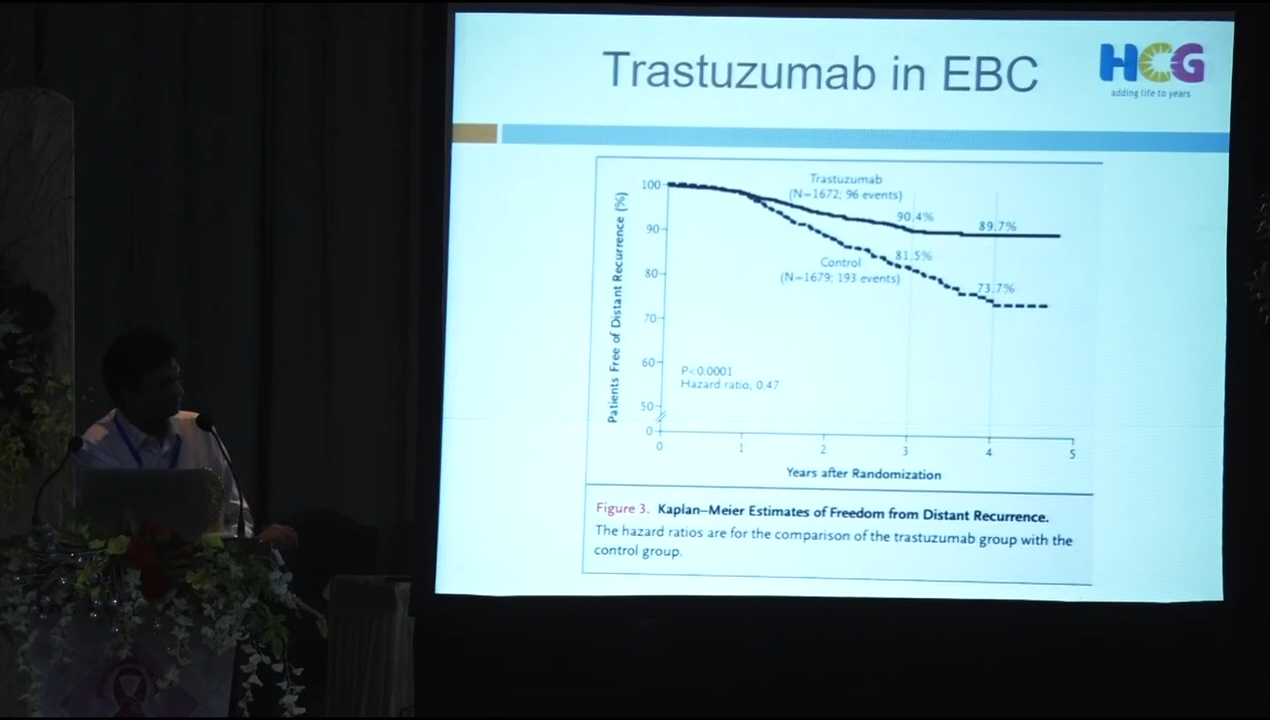 Trastuzumab in EBC
HCG
adding life to years
Patients Free of Distant Recurrence (%)
100
90
80
70
60
50
0
Trastuzumab
(N=1672; 96 events)
90.4%
89.7%
Control
(N=1679; 193 events)
81.5%
73.7%
P<0.0001
Hazard ratio, 0.47
0 1 2 3 4 5
Years after Randomization
Figure 3. Kaplan–Meier Estimates of Freedom from Distant Recurrence.
The hazard ratios are for the comparison of the trastuzumab group with the
control group.